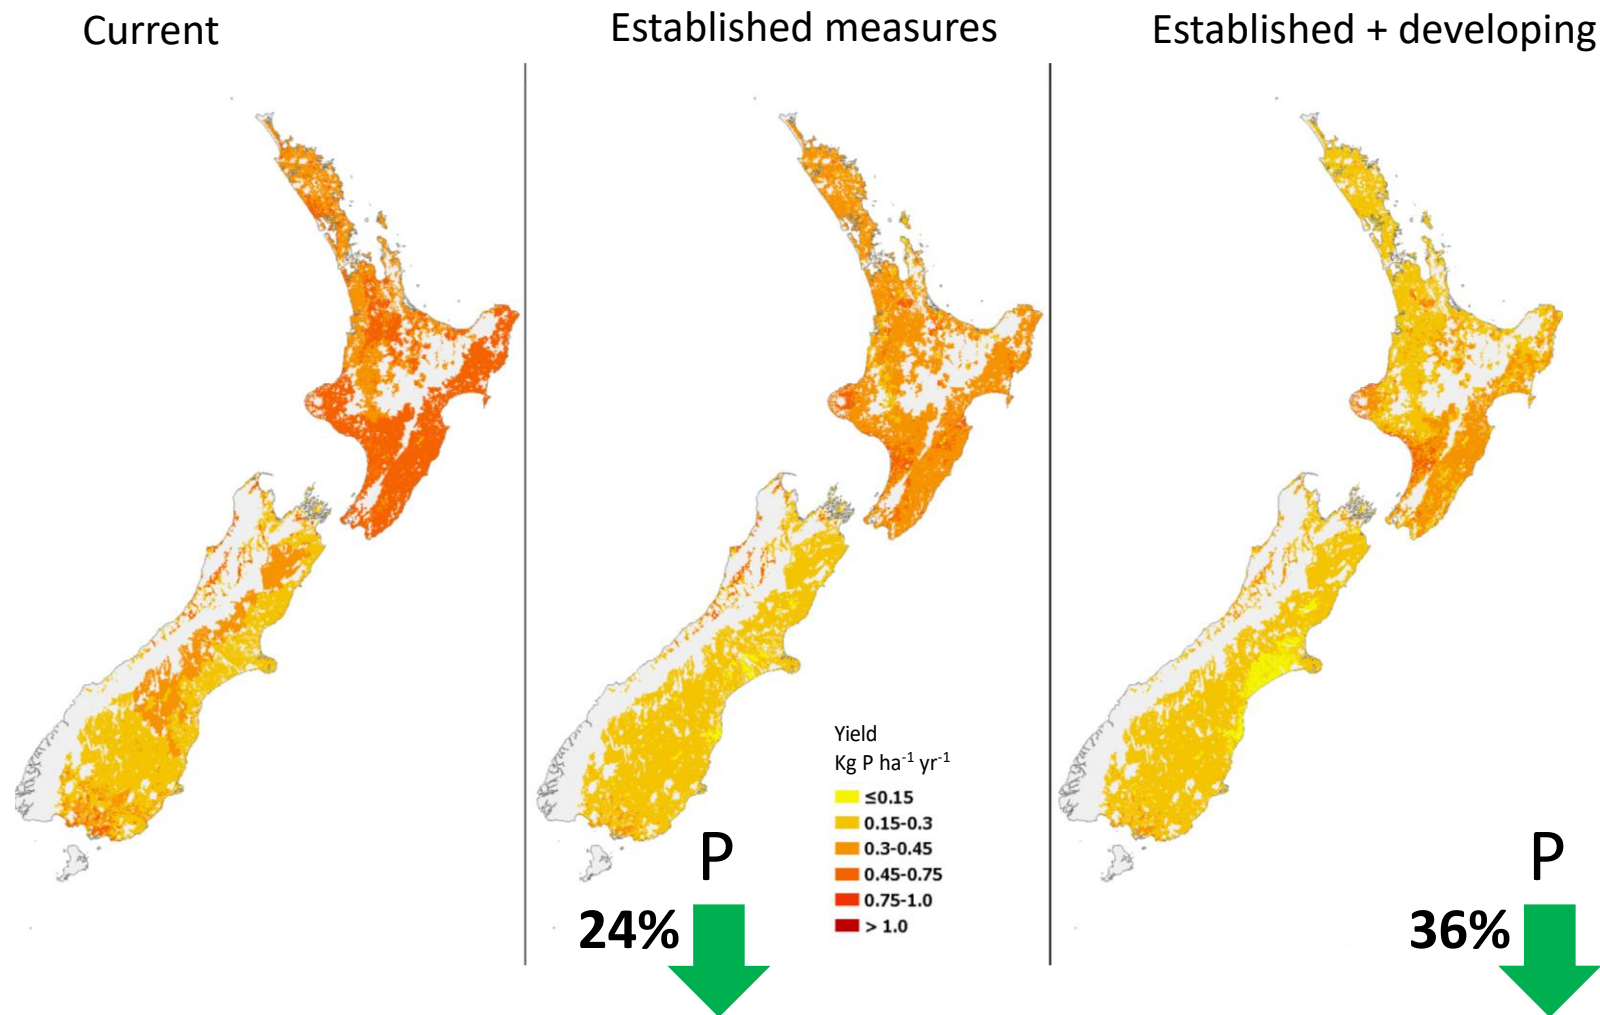 Current
Established measures
Established + developing
Yield
Kg P ha⁻¹ yr⁻¹
≤0.15
0.15-0.3
0.3-0.45
0.45-0.75
0.75-1.0
> 1.0
P
24%
P
36%